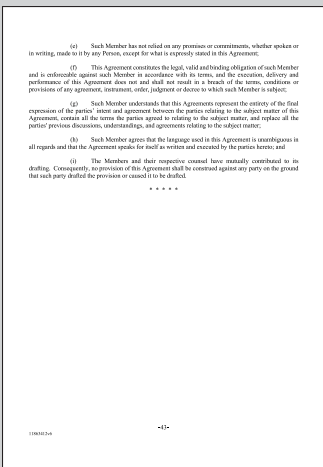 (e) Such Member has not relied on any promises or commitments, whether spoken or
in writing, made to it by any Person, except for what is expressly stated in this Agreement;
(f) This Agreement constitutes the legal, valid and binding obligation of such Member
and is enforceable against such Member in accordance with its terms, and the execution, delivery and
performance of this Agreement does not and shall not result in a breach of the terms, conditions or
provisions of any agreement, instrument, order, judgment or decree to which such Member is subject;
(g) Such Member understands that this Agreements represent the entirety of the final
expression of the parties' intent and agreement between the parties relating to the subject matter of this
Agreement, contain all the terms the parties agreed to relating to the subject matter, and replace all the
parties' previous discussions, understandings, and agreements relating to the subject matter;
(h) Such Member agrees that the language used in this Agreement is unambiguous in
all regards and that the Agreement speaks for itself as written and executed by the parties hereto; and
(i) The Members and their respective counsel have mutually contributed to its
drafting. Consequently, no provision of this Agreement shall be construed against any party on the ground
that such party drafted the provision or caused it to be drafted.
* * * * *
-43-
11863412v6